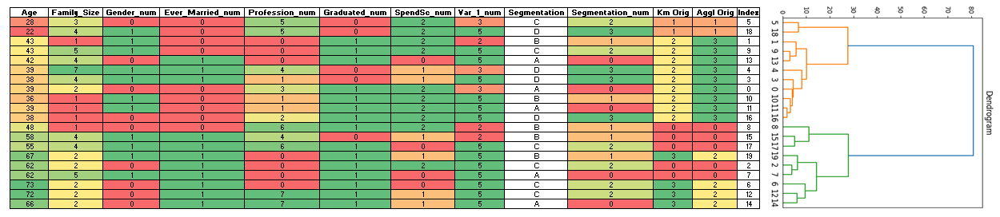 Age Family_Size Gender_num Ever_Married_num Profession_num Graduated_num SpendSc_num Var_1_num Segmentation Segmentation_num Km Orig Aggl Orig Index
28 3 0 0 5 0 2 3 C 2 1 1 5
22 4 1 0 5 0 2 5 D 3 1 1 18
43 1 1 0 0 1 2 2 B 1 2 3 1
43 5 1 0 0 1 2 5 C 2 2 3 9
42 4 0 1 0 1 0 5 A 0 2 3 13
39 7 1 1 4 0 1 3 D 3 2 3 4
38 4 1 1 1 0 1 5 D 3 2 3 3
39 2 0 0 3 1 2 3 A 0 2 3 0
36 1 1 0 1 1 2 5 B 1 2 3 10
39 1 1 0 1 1 2 5 A 0 2 3 11
38 1 0 0 2 1 2 5 D 3 2 3 16
48 1 0 0 6 1 2 2 B 1 0 0 8
58 4 1 1 4 0 1 2 B 1 0 0 15
55 4 1 1 6 1 0 5 C 2 0 0 17
67 2 1 1 0 1 1 5 B 1 3 2 19
62 2 0 1 0 1 2 5 C 2 0 0 2
62 5 1 1 0 1 0 5 A 0 0 0 7
73 2 0 1 0 1 0 5 C 2 3 2 6
72 2 0 1 7 1 1 5 C 2 3 2 12
66 2 0 1 7 1 1 5 A 0 3 2 14
Dendrogram
0 10 20 30 40 50 60 70 80
5 18 1 9 13 4 3 0 10 11 16 8 15 17 19 2 7 6 12 14